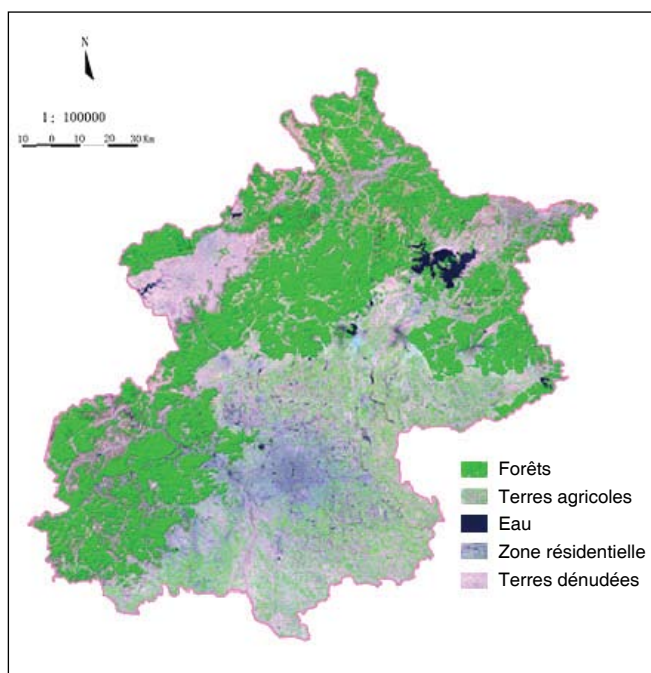 N
1: 100000
10 0 10 20 30 Km
Forêts
Terres agricoles
Eau
Zone résidentielle
Terres dénudées